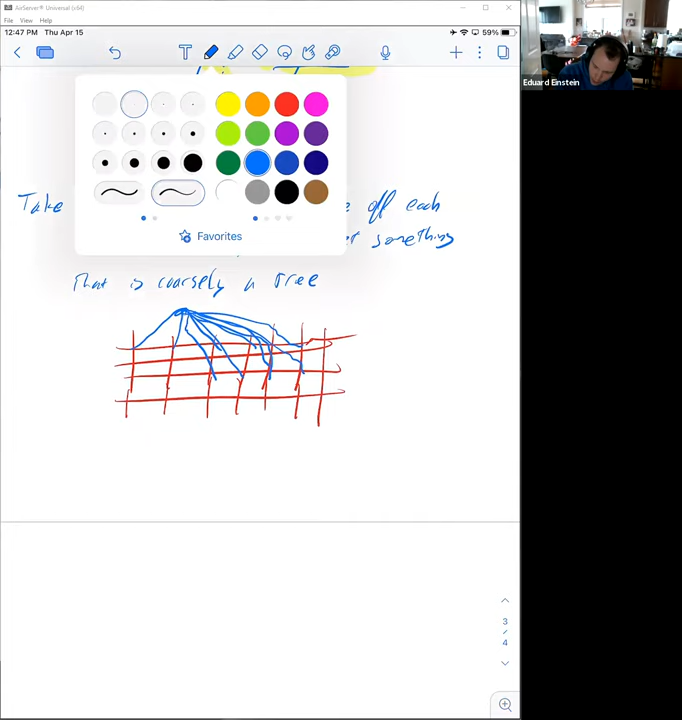 AirServer® Universal (x64)
File View Help
12:47 PM Thu Apr 15
59%
T
Eduard Einstein
Take off each
something
that is coarsely a tree
Favorites
3
/
4